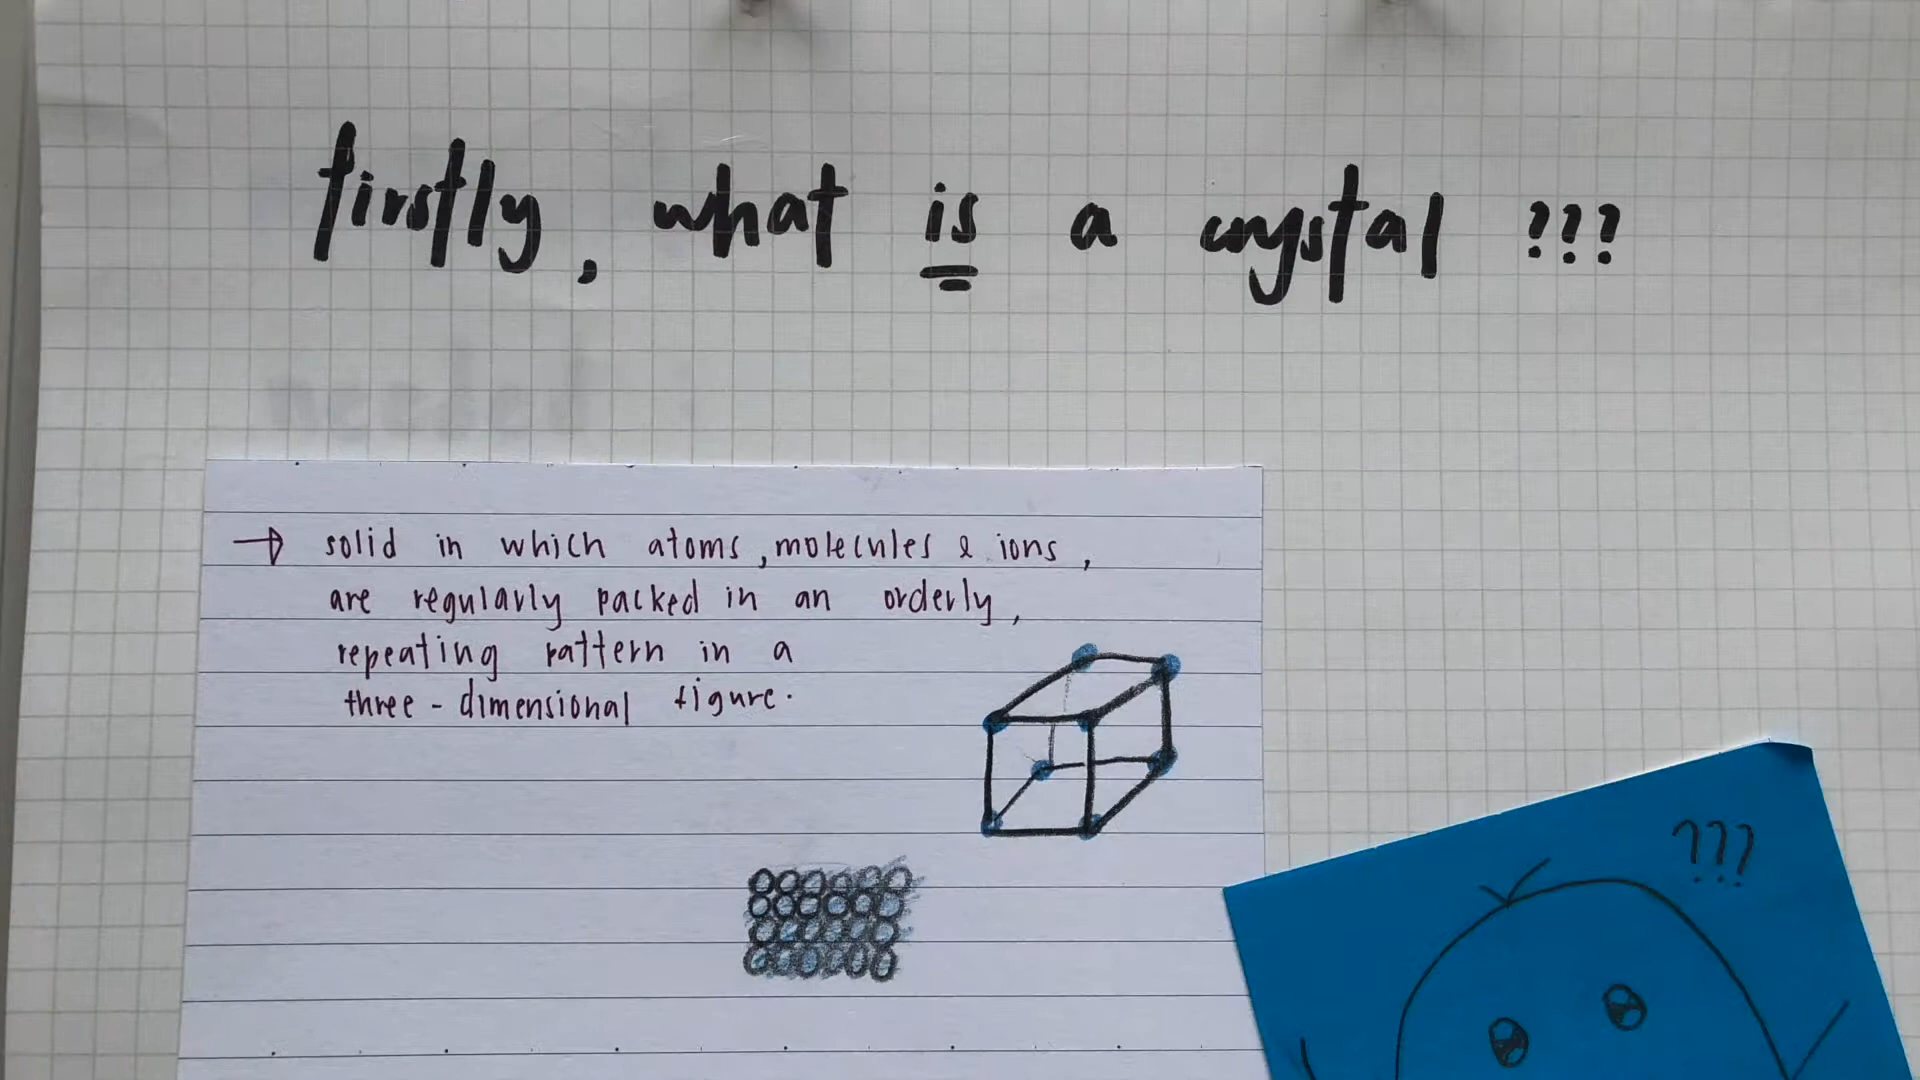 firstly, what is a crystal ???
→ solid in which atoms, molecules & ions,
are regularly packed in an orderly,
repeating pattern in a
three-dimensional figure.
???